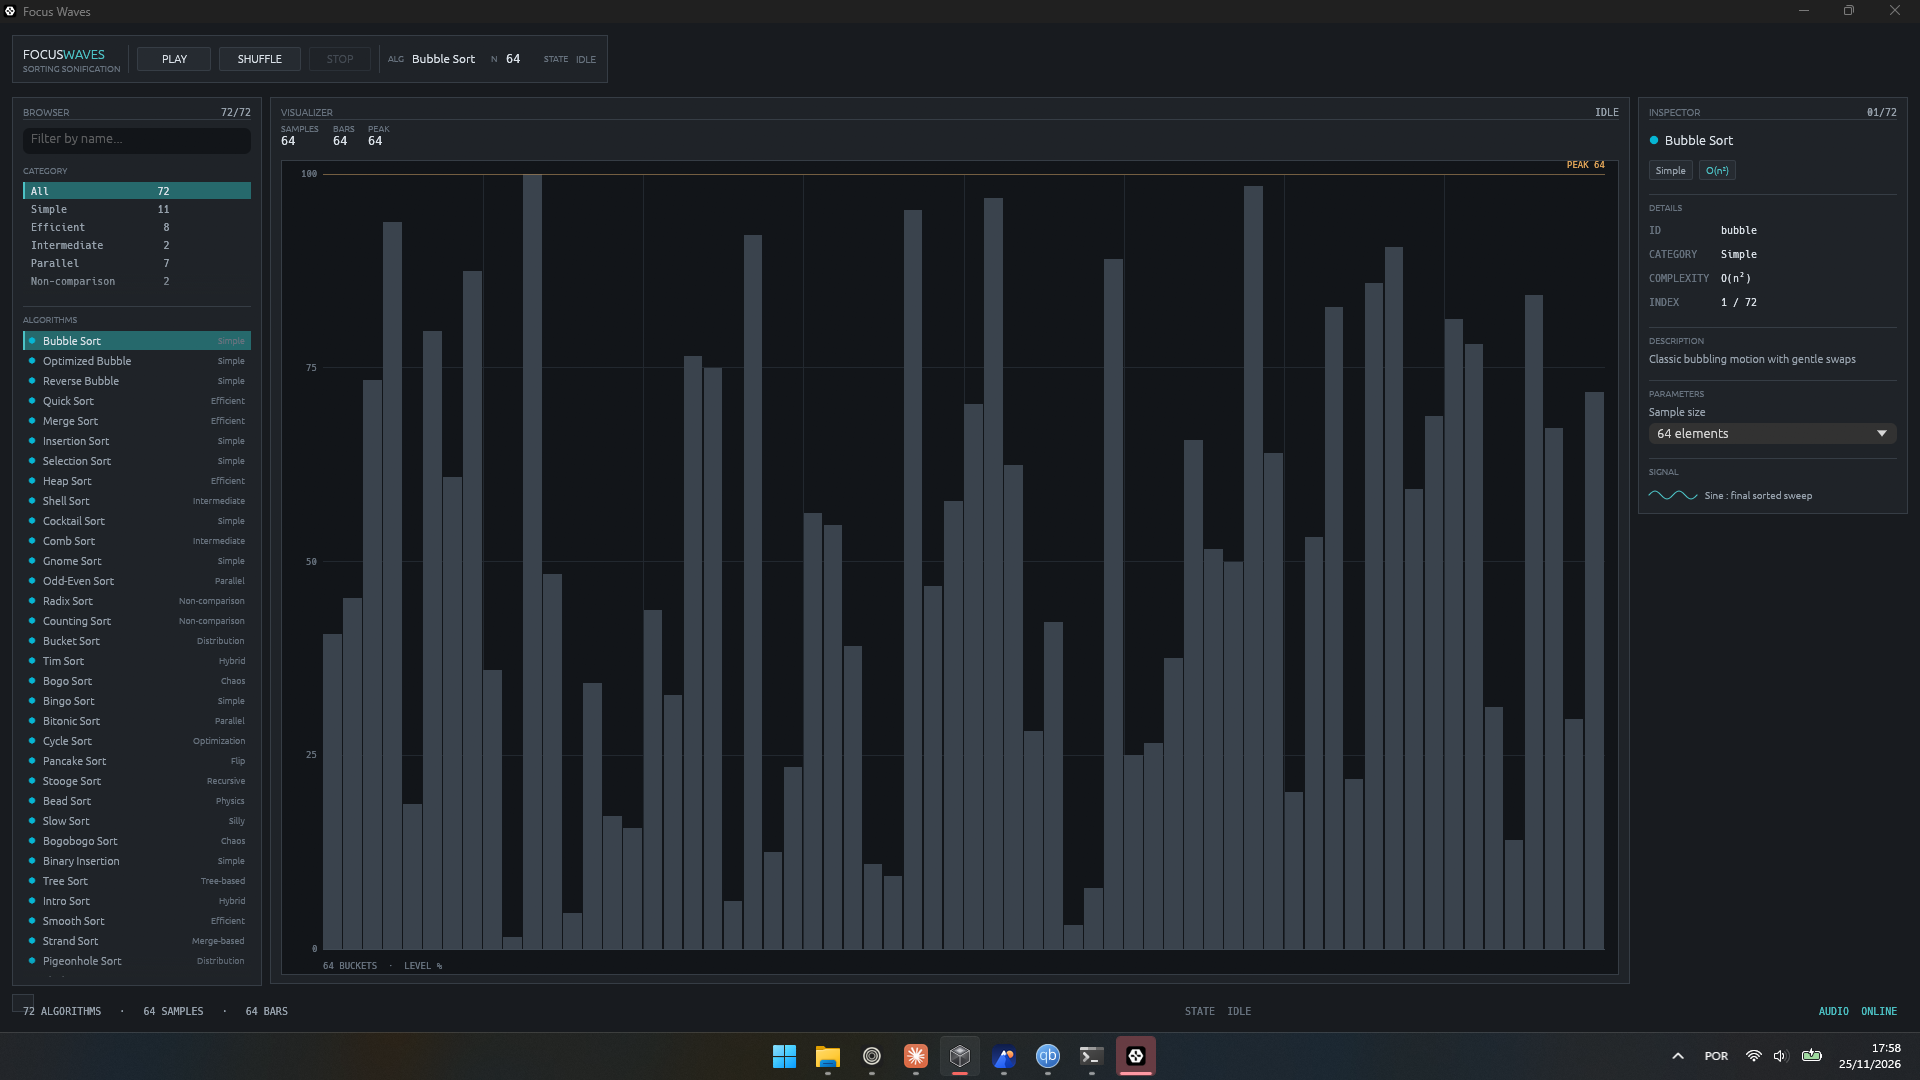 Focus Waves
FOCUSWAVES
SORTING SONIFICATION
PLAY
SHUFFLE
STOP
ALG Bubble Sort N 64 STATE IDLE
BROWSER 72/72
Filter by name...
CATEGORY
All 72
Simple 11
Efficient 8
Intermediate 2
Parallel 7
Non-comparison 2
ALGORITHMS
Bubble Sort Simple
Optimized Bubble Simple
Reverse Bubble Simple
Quick Sort Efficient
Merge Sort Efficient
Insertion Sort Simple
Selection Sort Simple
Heap Sort Efficient
Shell Sort Intermediate
Cocktail Sort Simple
Comb Sort Intermediate
Gnome Sort Simple
Odd-Even Sort Parallel
Radix Sort Non-comparison
Counting Sort Non-comparison
Bucket Sort Distribution
Tim Sort Hybrid
Bogo Sort Chaos
Bingo Sort Simple
Bitonic Sort Parallel
Cycle Sort Optimization
Pancake Sort Flip
Stooge Sort Recursive
Bead Sort Physics
Slow Sort Silly
Bogobogo Sort Chaos
Binary Insertion Simple
Tree Sort Tree-based
Intro Sort Hybrid
Smooth Sort Efficient
Strand Sort Merge-based
Pigeonhole Sort Distribution
VISUALIZER IDLE
SAMPLES BARS PEAK
64 64 64
PEAK 64
100
75
50
25
0
64 BUCKETS · LEVEL %
INSPECTOR 01/72
Bubble Sort
Simple O(n²)
DETAILS
ID bubble
CATEGORY Simple
COMPLEXITY O(n²)
INDEX 1 / 72
DESCRIPTION
Classic bubbling motion with gentle swaps
PARAMETERS
Sample size
64 elements
SIGNAL
Sine : final sorted sweep
72 ALGORITHMS · 64 SAMPLES · 64 BARS
STATE IDLE
AUDIO ONLINE
qb
POR
17:58
25/11/2026